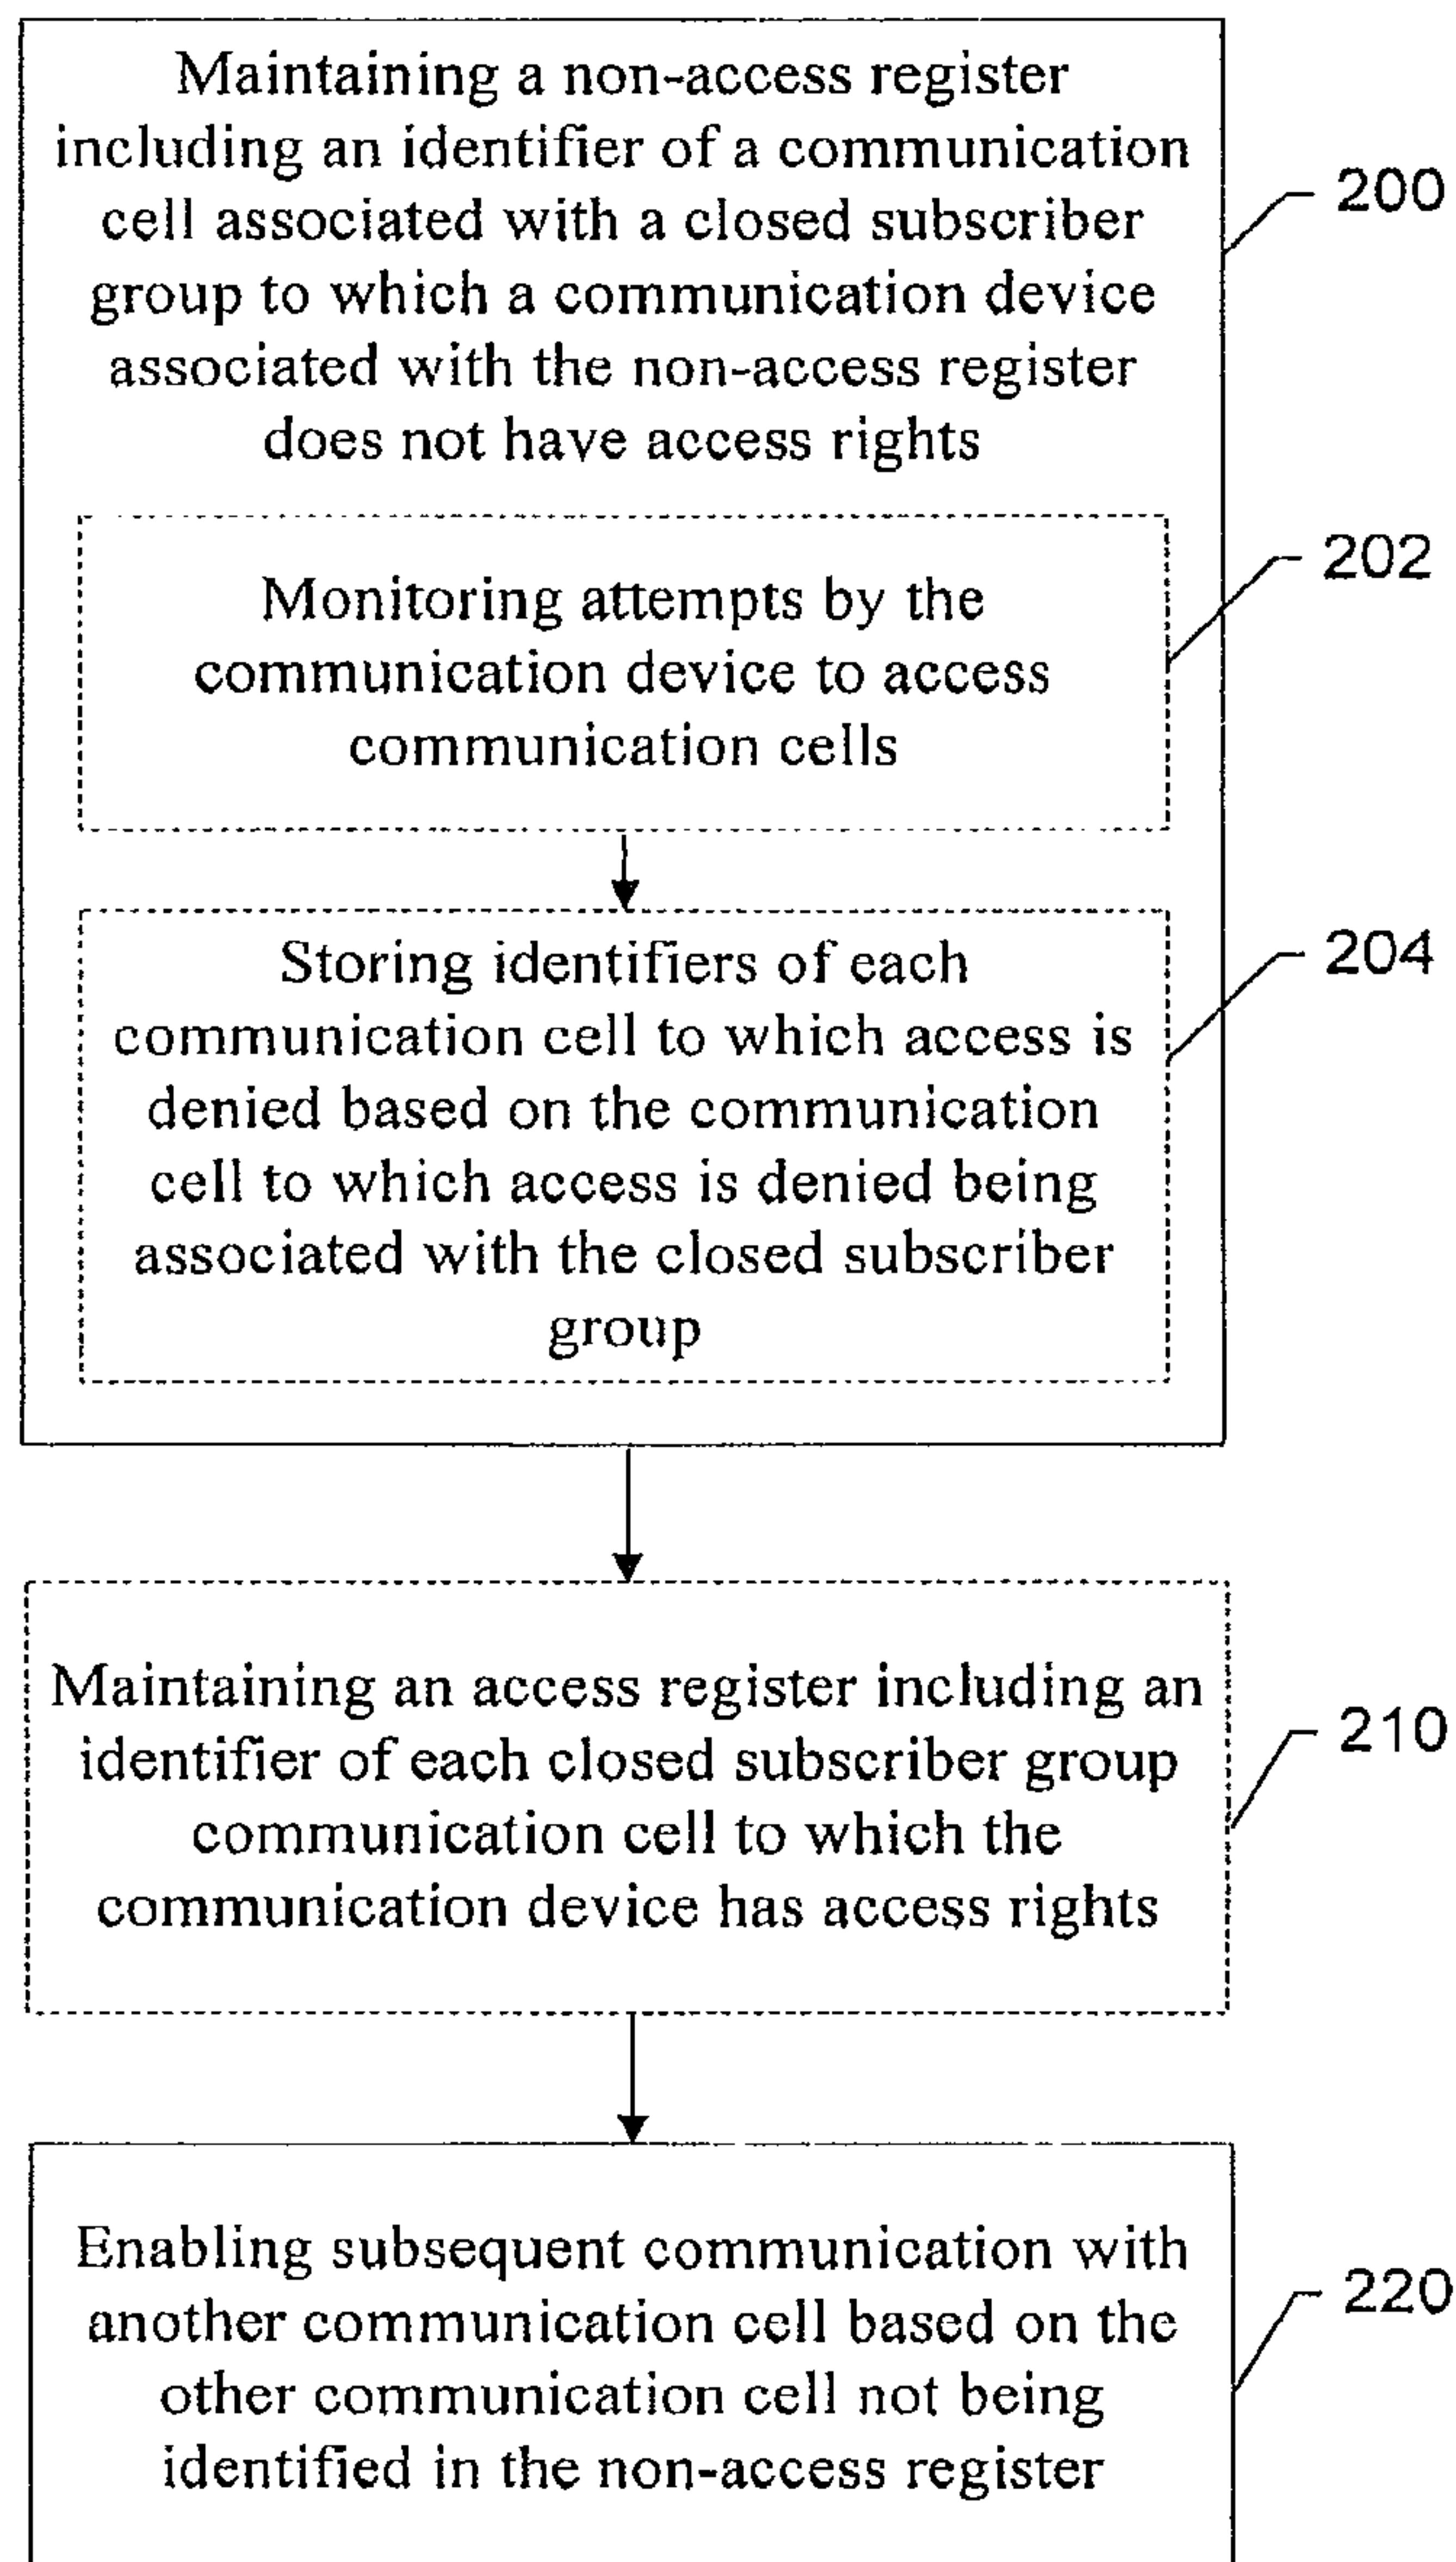 Maintaining a non-access register
including an identifier of a communication
cell associated with a closed subscriber
group to which a communication device
associated with the non-access register
does not have access rights
200
Monitoring attempts by the
communication device to access
communication cells
202
Storing identifiers of each
communication cell to which access is
denied based on the communication
cell to which access is denied being
associated with the closed subscriber
group
204
Maintaining an access register including an
identifier of each closed subscriber group
communication cell to which the
communication device has access rights
210
Enabling subsequent communication with
another communication cell based on the
other communication cell not being
identified in the non-access register
220